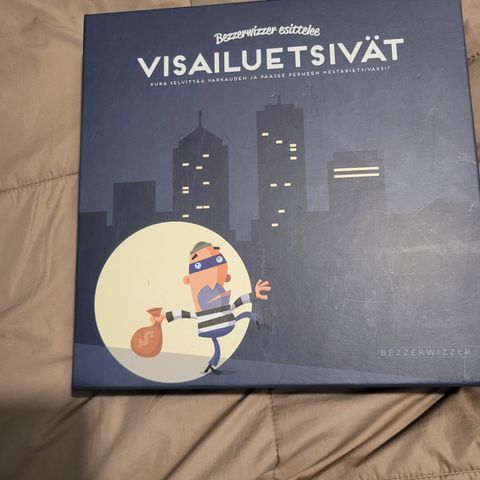 Bezzerwizzer esittelee
VISAILUETSIVÄT
KUKA SELVITTÄÄ VARKAUDEN JA PÄÄSEE PERHEEN MESTARIETSIVÄKSI?
BEZZERWIZZER